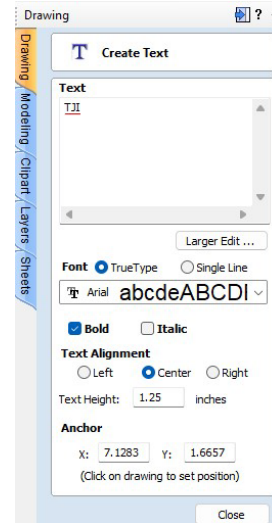 Drawing ?
Drawing
Modeling
Clipart
Layers
Sheets
T Create Text
Text
TJI
Larger Edit ...
Font TrueType Single Line
Arial abcdeABCDI
Bold Italic
Text Alignment
Left Center Right
Text Height: 1.25 inches
Anchor
X: 7.1283 Y: 1.6657
(Click on drawing to set position)
Close